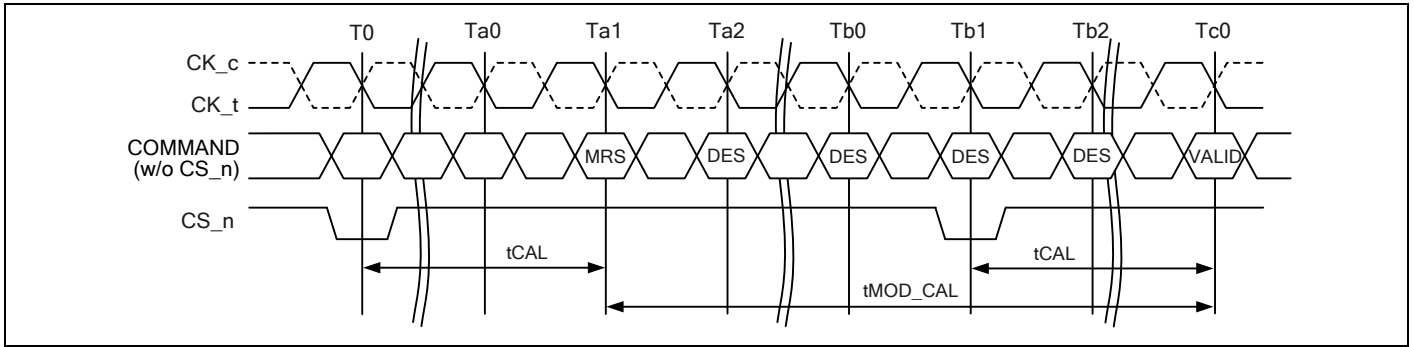 T0 Ta0 Ta1 Ta2 Tb0 Tb1 Tb2 Tc0
CK_c
CK_t
COMMAND
(w/o CS_n)
MRS DES DES DES DES VALID
CS_n
tCAL tCAL
tMOD_CAL